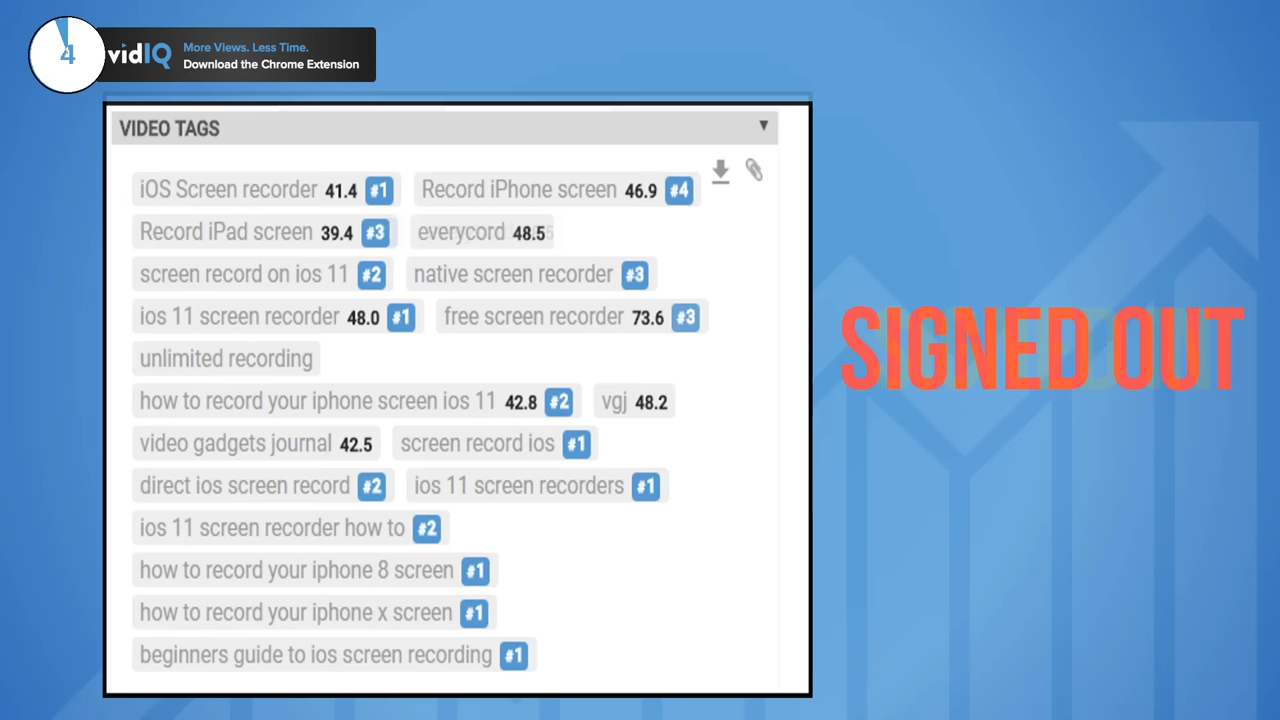 4
vidIQ
More Views. Less Time.
Download the Chrome Extension
VIDEO TAGS
iOS Screen recorder 41.4 #1 Record iPhone screen 46.9 #4
Record iPad screen 39.4 #3 everycord 48.5
screen record on ios 11 #2 native screen recorder #3
ios 11 screen recorder 48.0 #1 free screen recorder 73.6 #3
unlimited recording
how to record your iphone screen ios 11 42.8 #2 vgj 48.2
video gadgets journal 42.5 screen record ios #1
direct ios screen record #2 ios 11 screen recorders #1
ios 11 screen recorder how to #2
how to record your iphone 8 screen #1
how to record your iphone x screen #1
beginners guide to ios screen recording #1
SIGNED OUT